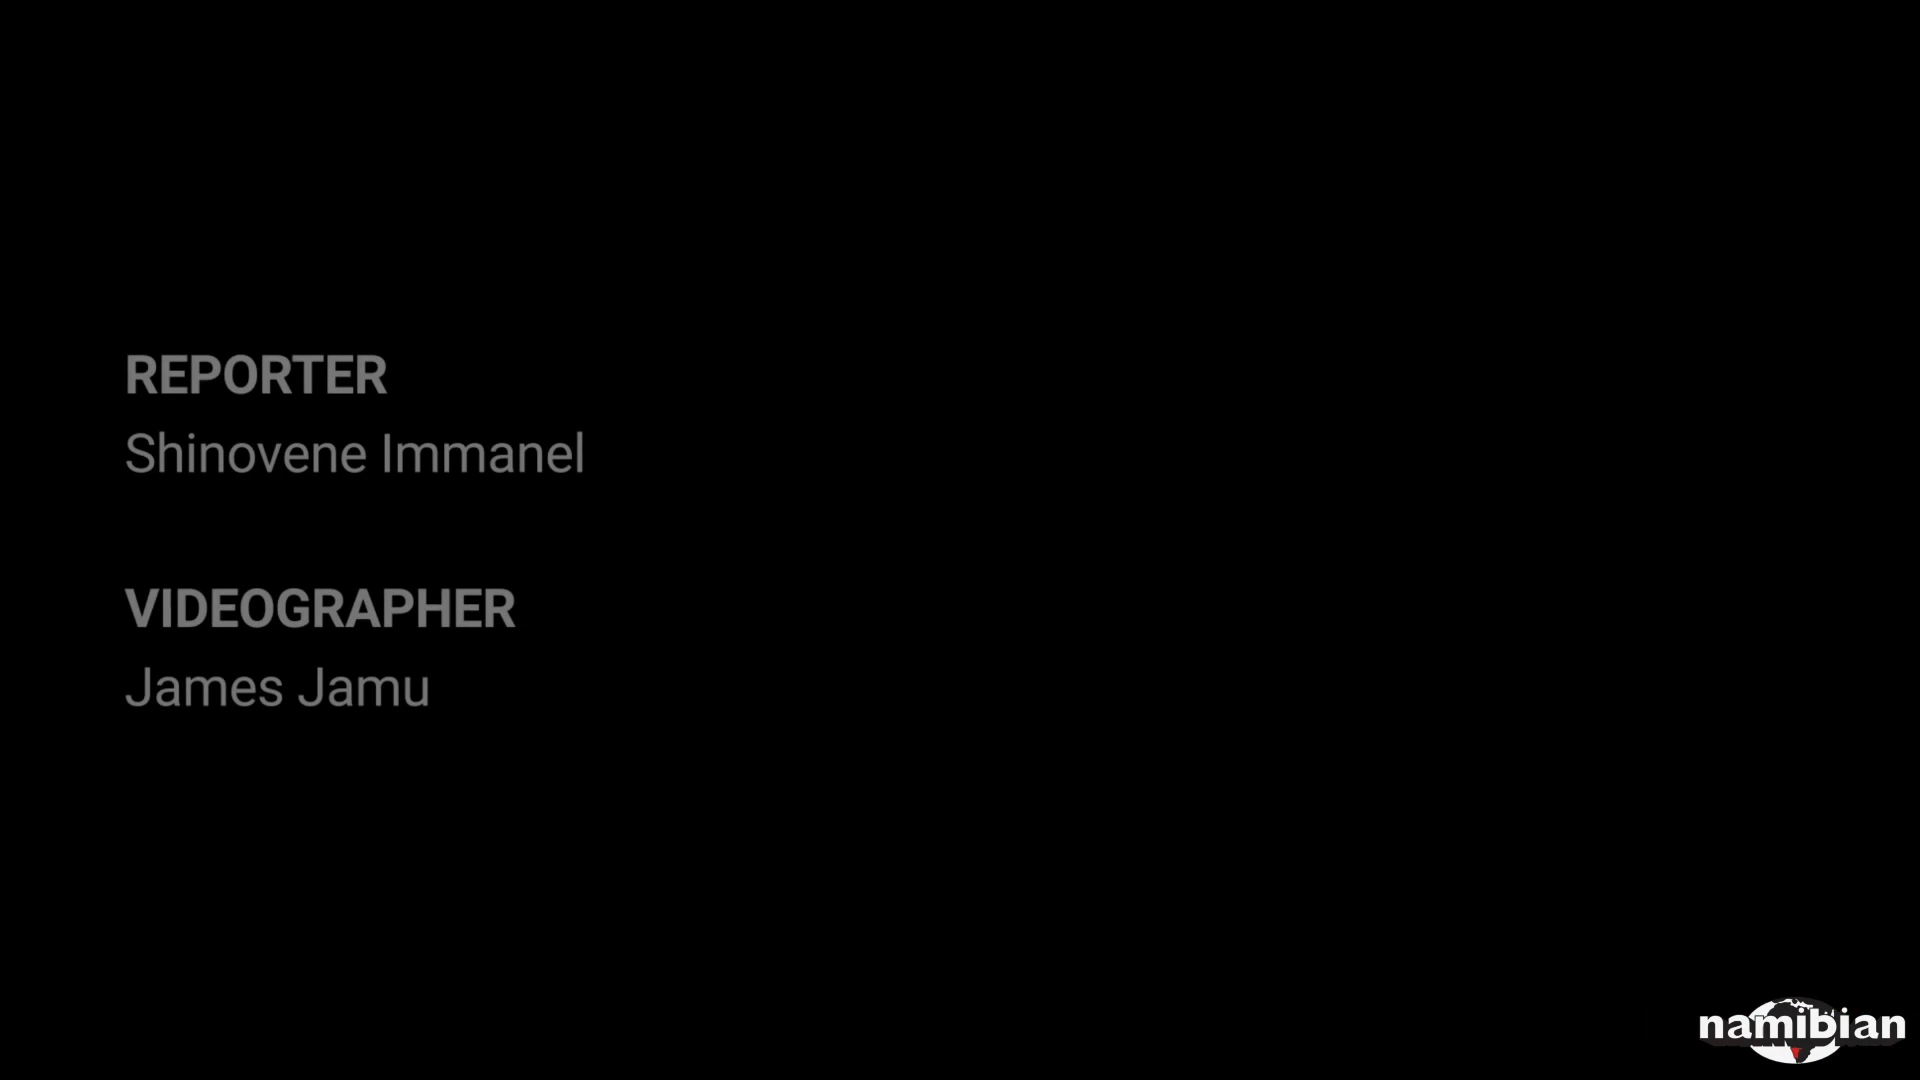 REPORTER
Shinovene Immanel
VIDEOGRAPHER
James Jamu
namibian